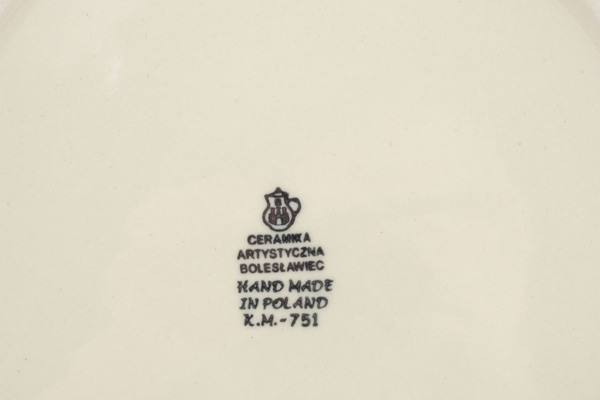 CERAMIKA
ARTYSTYCZNA
BOLESŁAWIEC
HAND MADE
IN POLAND
K.M.-751